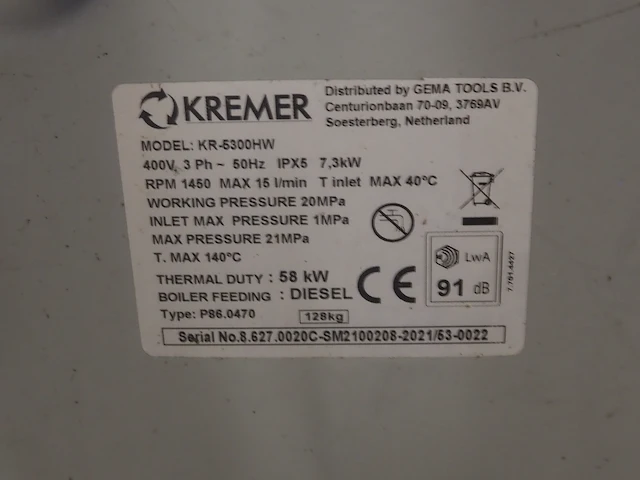 KREMER
Distributed by GEMA TOOLS B.V.
Centurionbaan 70-09, 3769AV
Soesterberg, Netherland
MODEL: KR-5300HW
400V, 3 Ph ~ 50Hz IPX5 7,3kW
RPM 1450 MAX 15 l/min T inlet MAX 40°C
WORKING PRESSURE 20MPa
INLET MAX PRESSURE 1MPa
MAX PRESSURE 21MPa
T. MAX 140°C
THERMAL DUTY : 58 kW
BOILER FEEDING : DIESEL
CE
LwA
91 dB
Type: P86.0470
128kg
Serial No.8.627.0020C-SM2100208-2021/53-0022